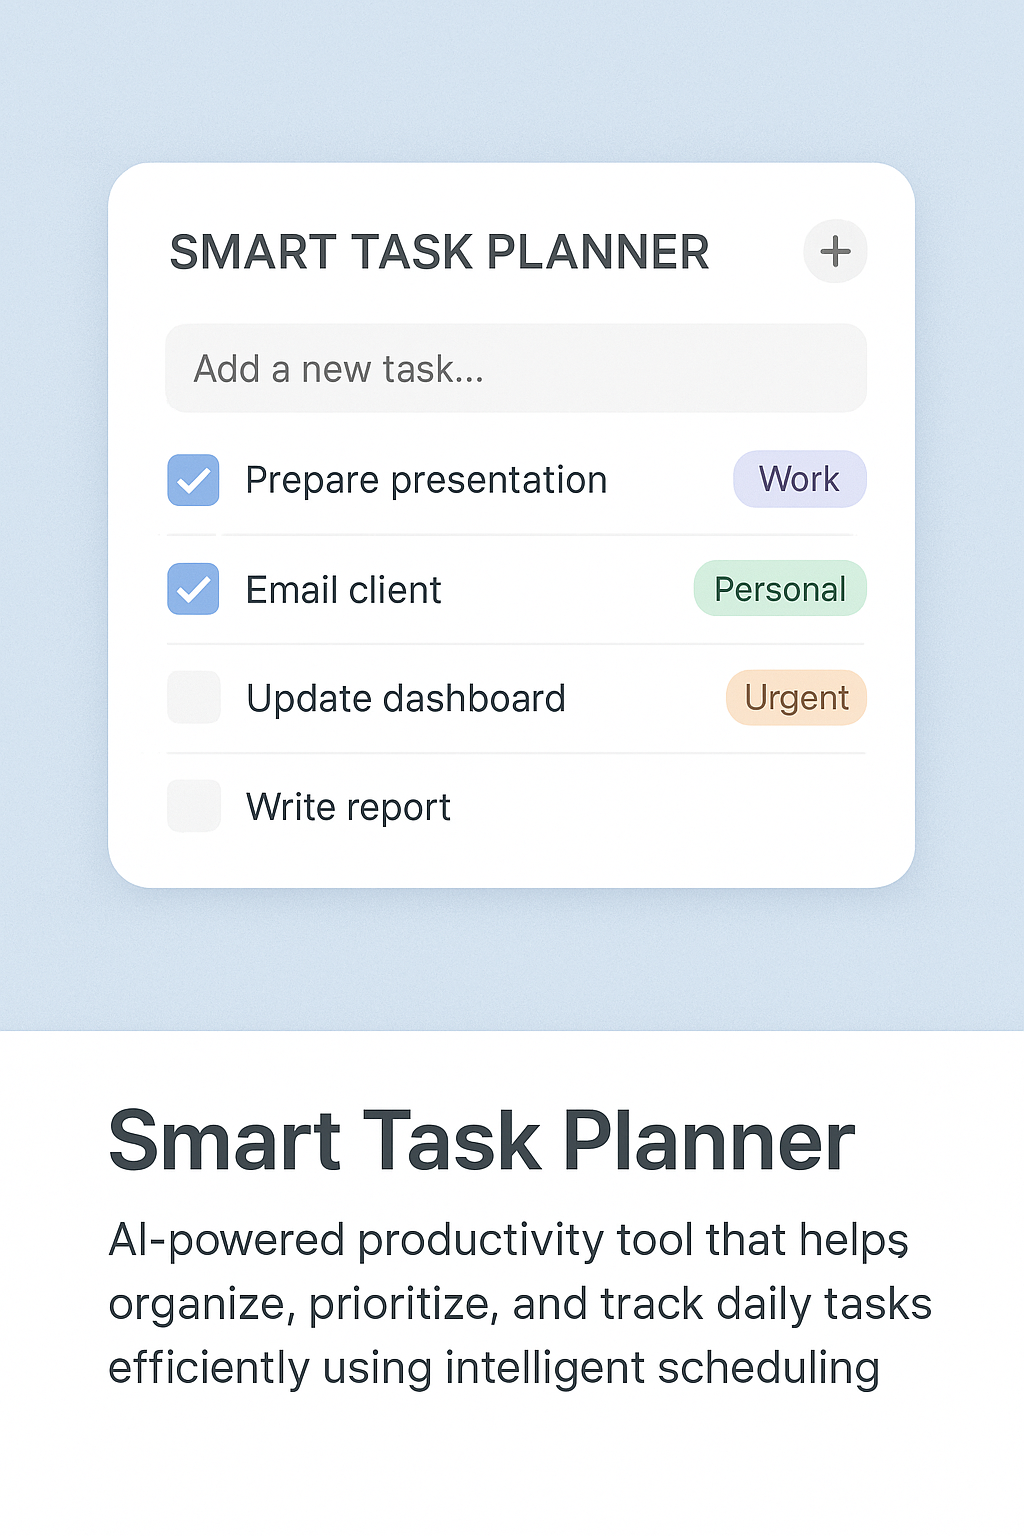 SMART TASK PLANNER
Add a new task...
Prepare presentation Work
Email client Personal
Update dashboard Urgent
Write report
Smart Task Planner
AI-powered productivity tool that helps
organize, prioritize, and track daily tasks
efficiently using intelligent scheduling